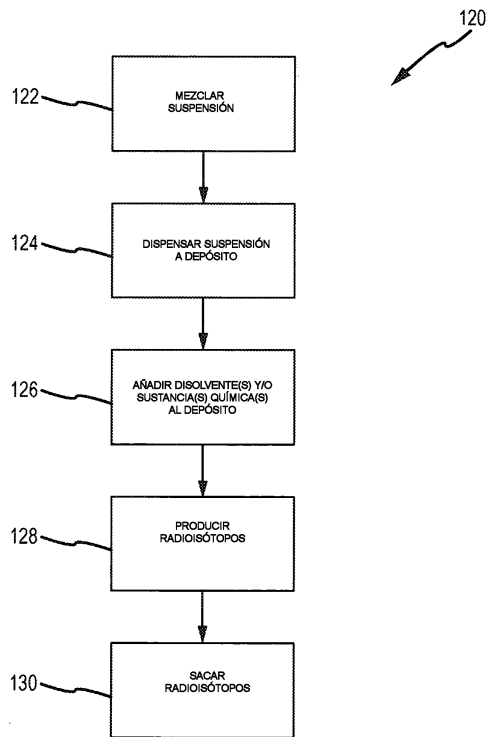 120
122
MEZCLAR
SUSPENSIÓN
124
DISPENSAR SUSPENSIÓN
A DEPÓSITO
126
AÑADIR DISOLVENTE(S) Y/O
SUSTANCIA(S) QUÍMICA(S)
AL DEPÓSITO
128
PRODUCIR
RADIOISÓTOPOS
130
SACAR
RADIOISÓTOPOS